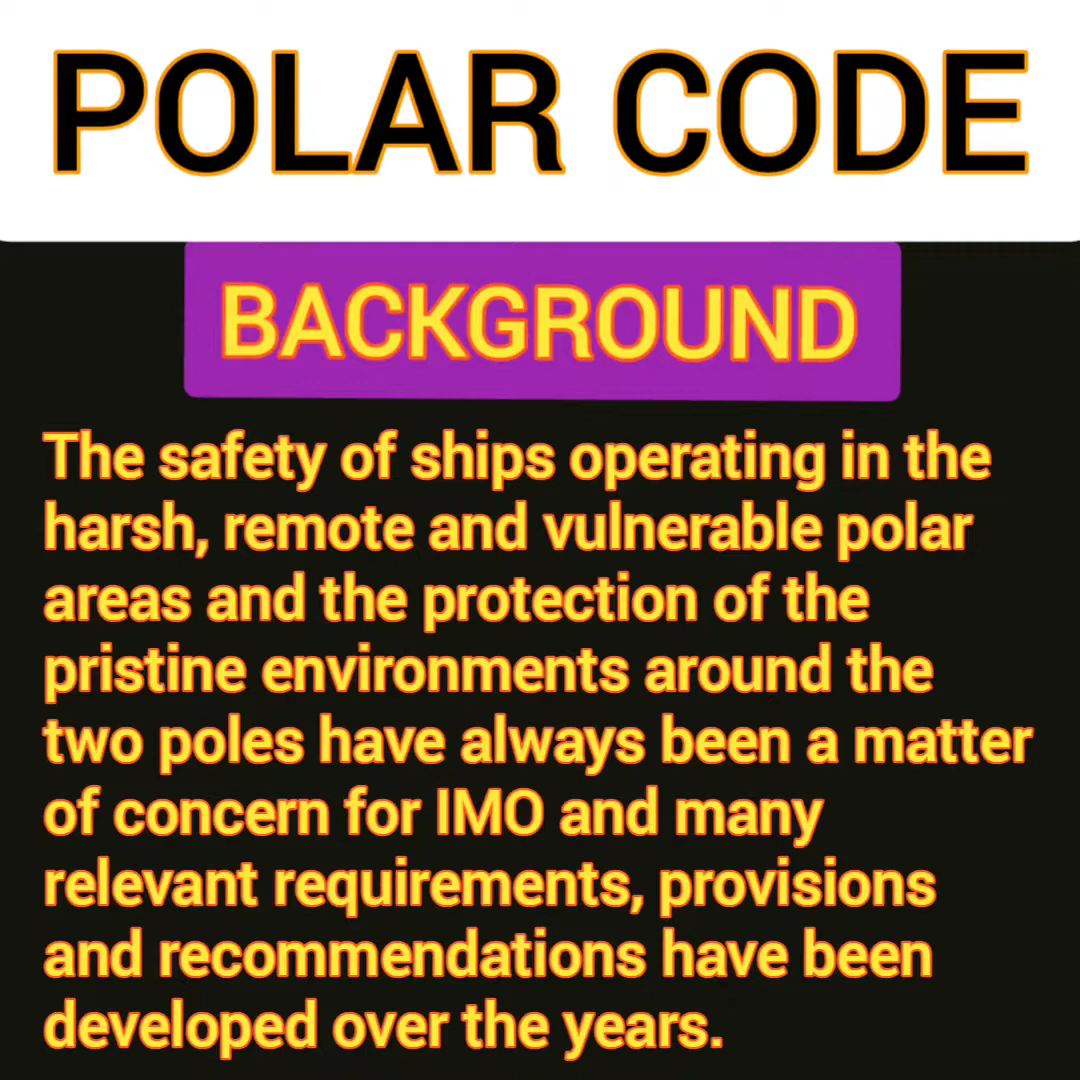 POLAR CODE
BACKGROUND
The safety of ships operating in the
harsh, remote and vulnerable polar
areas and the protection of the
pristine environments around the
two poles have always been a matter
of concern for IMO and many
relevant requirements, provisions
and recommendations have been
developed over the years.